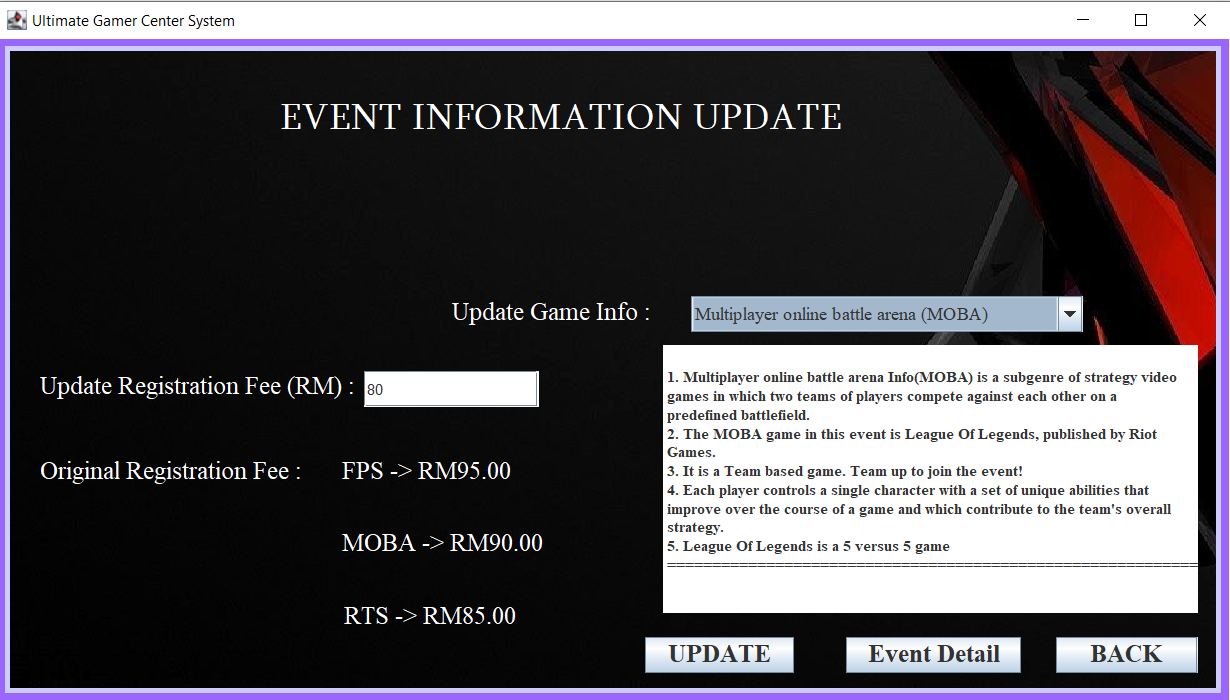 Ultimate Gamer Center System
EVENT INFORMATION UPDATE
Update Game Info :
Multiplayer online battle arena (MOBA)
Update Registration Fee (RM) :
80
Original Registration Fee :
FPS -> RM95.00
MOBA -> RM90.00
RTS -> RM85.00
1. Multiplayer online battle arena Info(MOBA) is a subgenre of strategy video
games in which two teams of players compete against each other on a
predefined battlefield.
2. The MOBA game in this event is League Of Legends, published by Riot
Games.
3. It is a Team based game. Team up to join the event!
4. Each player controls a single character with a set of unique abilities that
improve over the course of a game and which contribute to the team's overall
strategy.
5. League Of Legends is a 5 versus 5 game
===========================================================
UPDATE
Event Detail
BACK